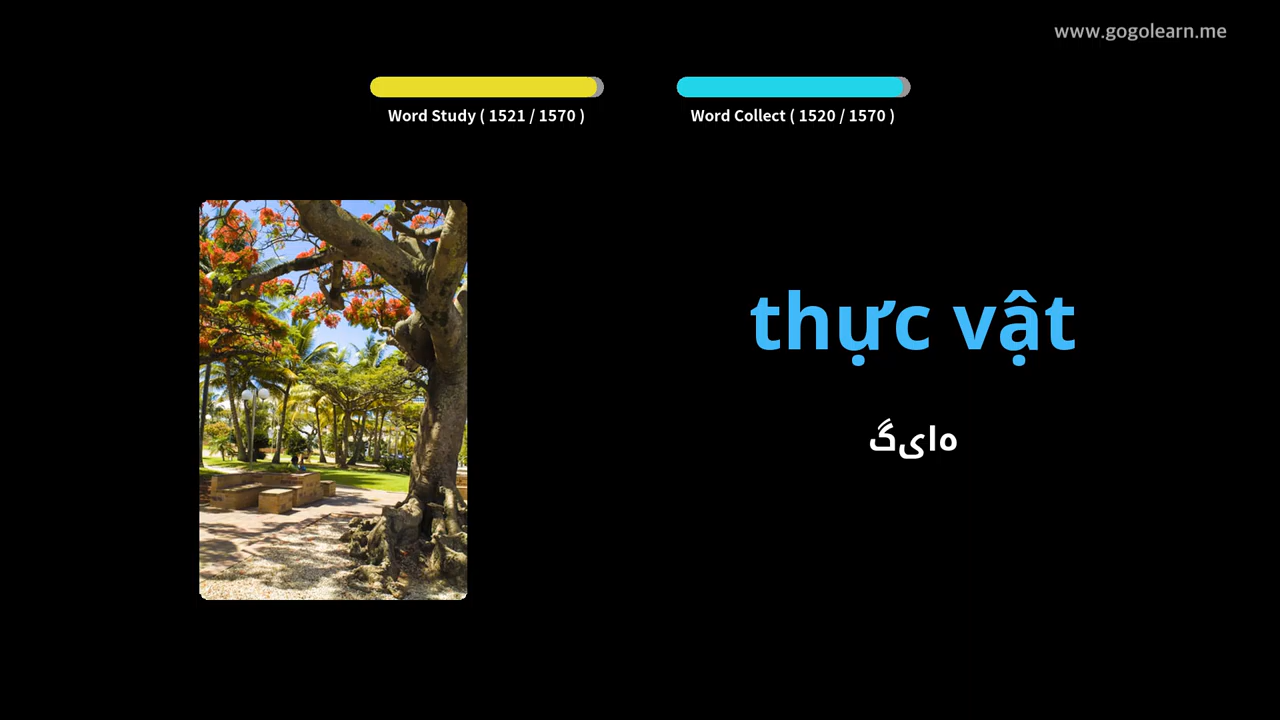 www.gogolearn.me
Word Study ( 1521 / 1570 )
Word Collect ( 1520 / 1570 )
thực vật
گیاه